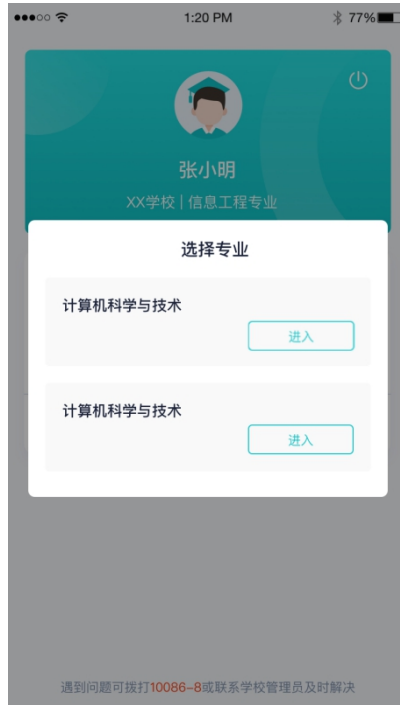 1:20 PM
77%
张小明
XX学校 | 信息工程专业
选择专业
计算机科学与技术
进入
计算机科学与技术
进入
遇到问题可拨打10086-8或联系学校管理员及时解决